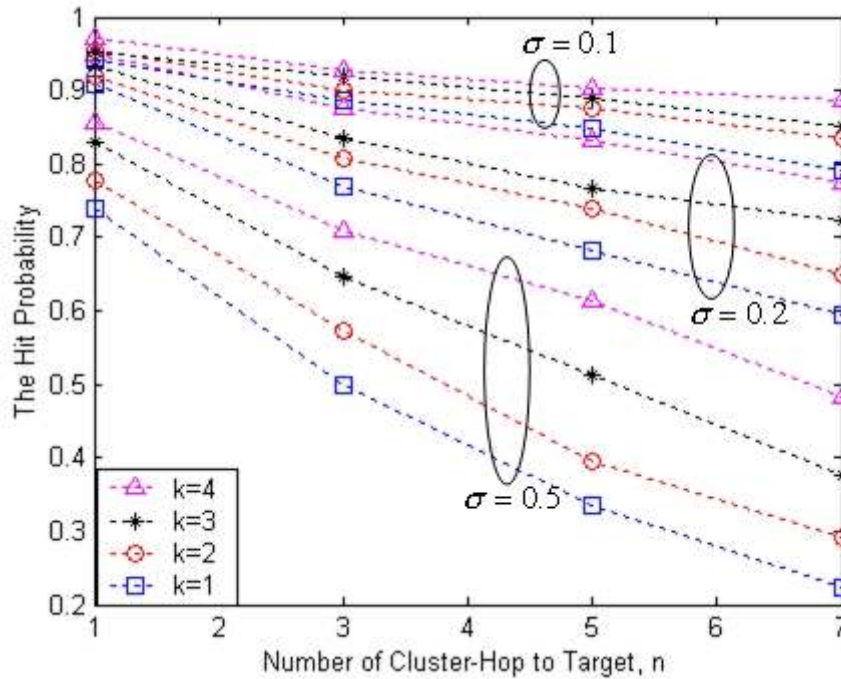 The Hit Probability
1
0.9
0.8
0.7
0.6
0.5
0.4
0.3
0.2
σ = 0.1
σ = 0.2
σ = 0.5
k=4
k=3
k=2
k=1
1 2 3 4 5 6 7
Number of Cluster-Hop to Target, n